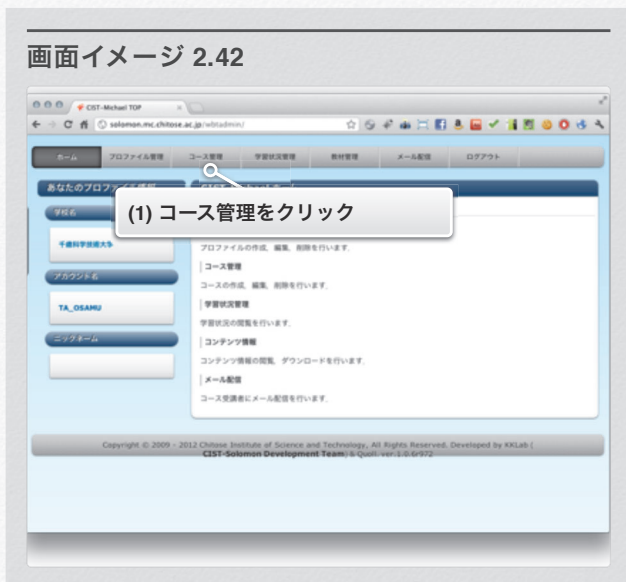 画面イメージ 2.42
CIST-Michael TOP
solomon.mc.chitose.ac.jp/wbtadmin/
ホーム プロファイル管理 コース管理 学習状況管理 教材管理 メール配信 ログアウト
あなたのプロファイル情報
学校名
千歳科学技術大学
アカウント名
TA_OSAMU
ニックネーム
(1) コース管理をクリック
プロファイルの作成、編集、削除を行います.
コース管理
コースの作成、編集、削除を行います.
学習状況管理
学習状況の閲覧を行います.
コンテンツ情報
コンテンツ情報の閲覧、ダウンロードを行います.
メール配信
コース受講者にメール配信を行います.
Copyright © 2009 - 2012 Chitose Institute of Science and Technology, All Rights Reserved. Developed by KKLab (
CIST-Solomon Development Team) & Quoll. ver.1.0.6r972